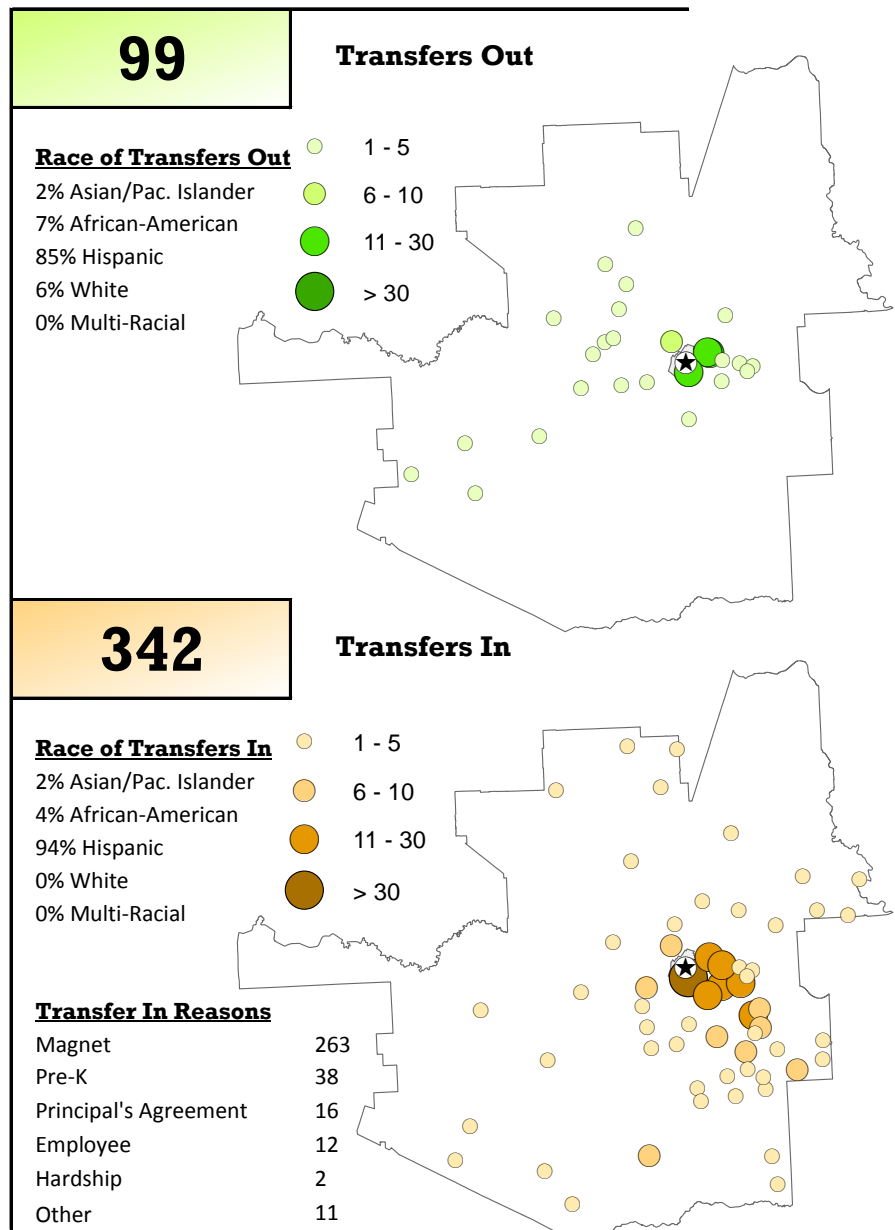 99
Transfers Out
Race of Transfers Out
2% Asian/Pac. Islander
7% African-American
85% Hispanic
6% White
0% Multi-Racial
1 - 5
6 - 10
11 - 30
> 30
342
Transfers In
Race of Transfers In
2% Asian/Pac. Islander
4% African-American
94% Hispanic
0% White
0% Multi-Racial
1 - 5
6 - 10
11 - 30
> 30
Transfer In Reasons
Magnet 263
Pre-K 38
Principal's Agreement 16
Employee 12
Hardship 2
Other 11